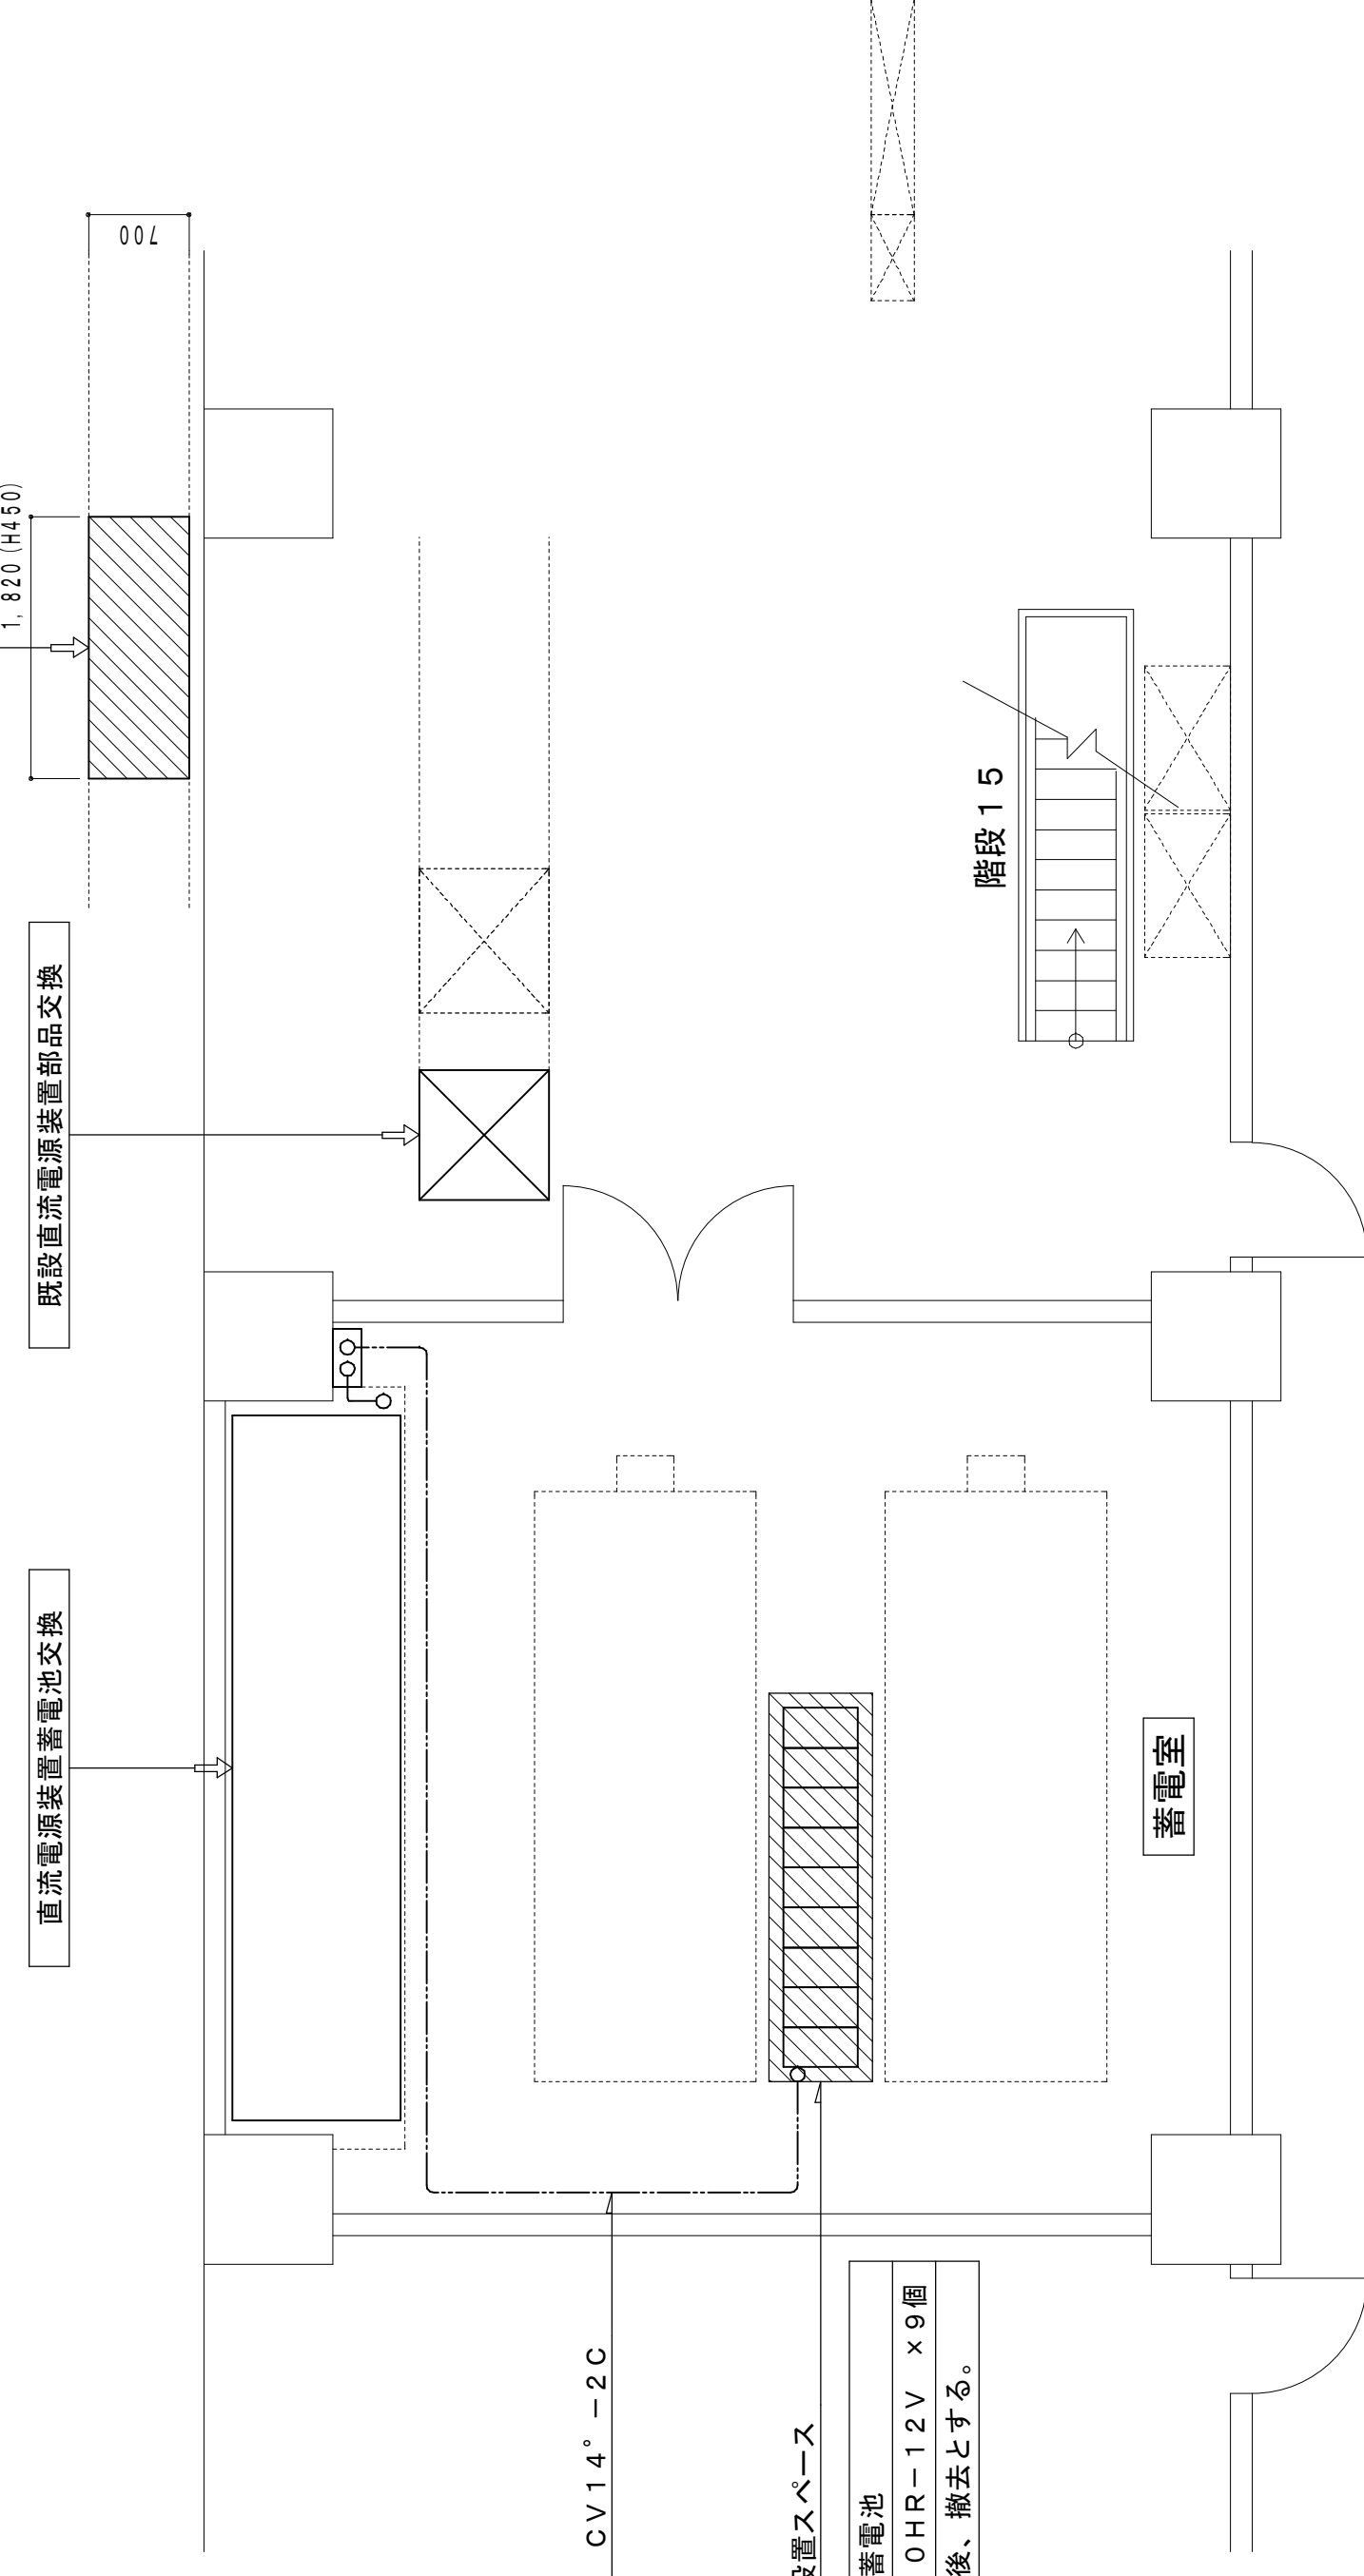 700
1,820(H450)
既設直流電源装置部品交換
階段15
直流電源装置蓄電池交換
蓄電室
CV14°-2C
設置スペース
蓄電池
0HR-12V ×9個
後、撤去とする。